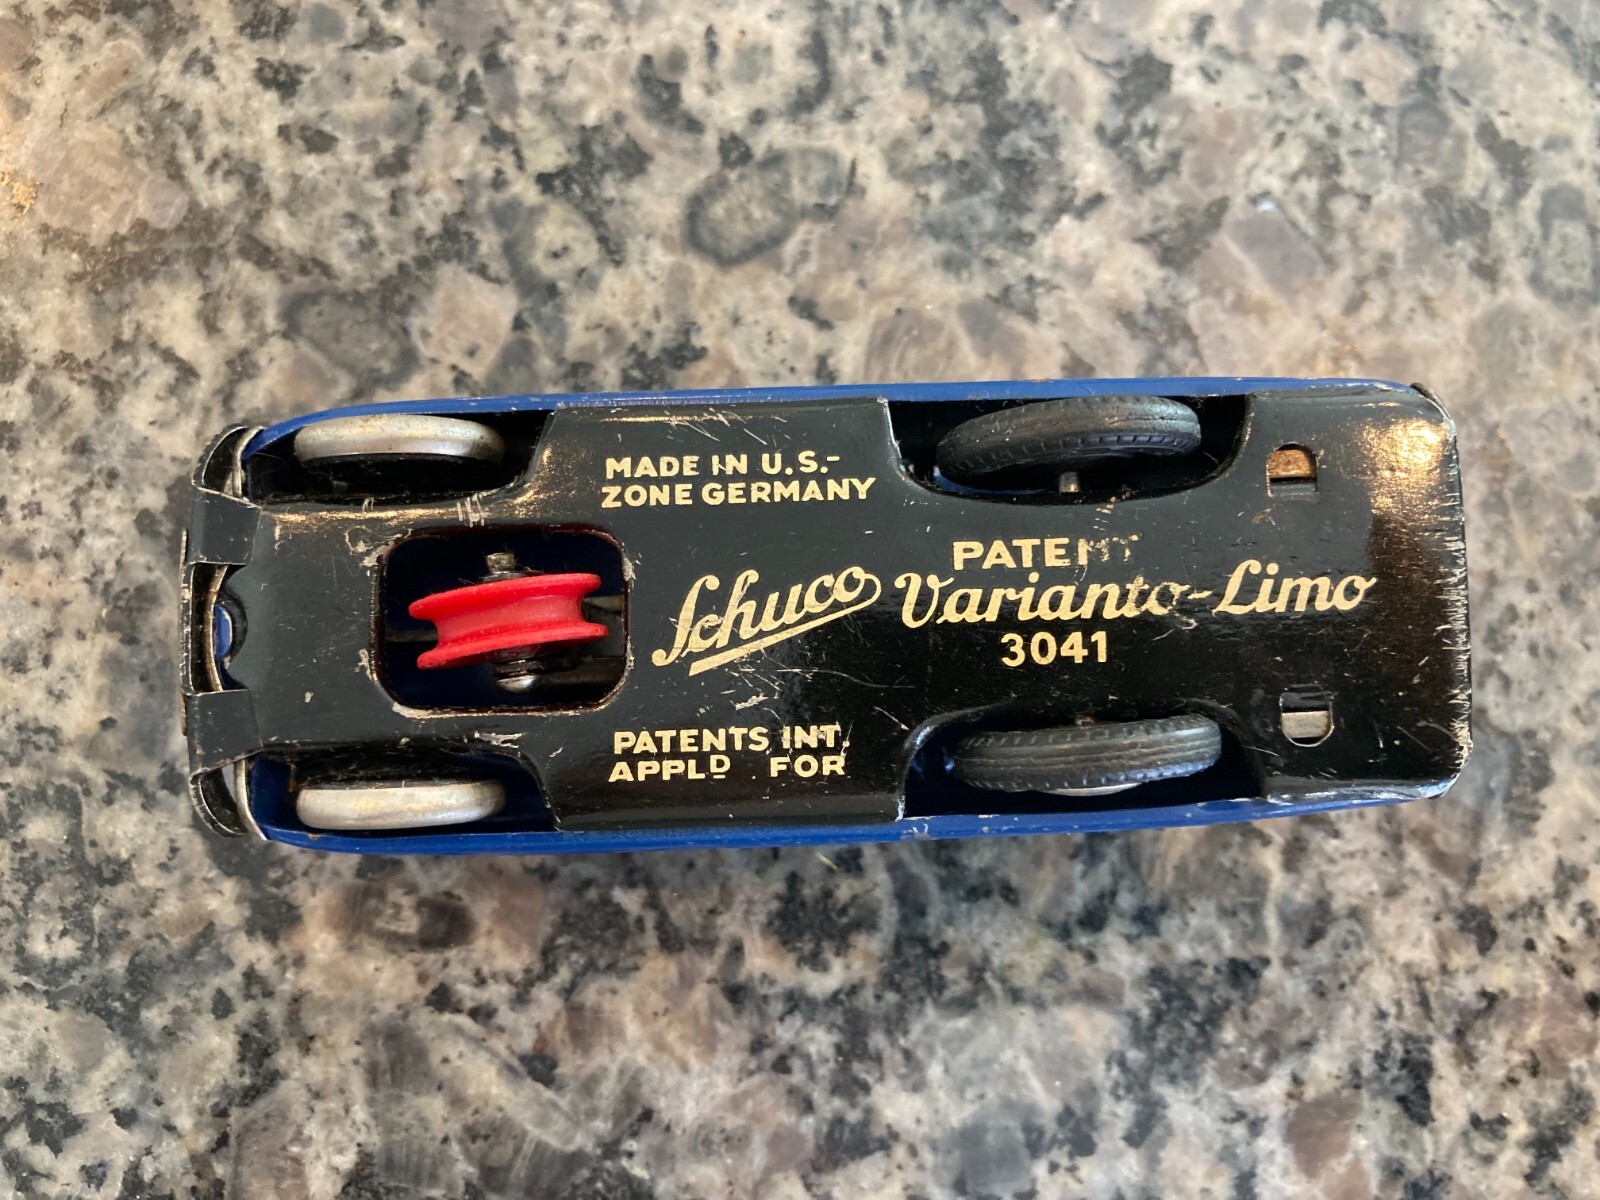 MADE IN U.S.-
ZONE GERMANY
Schuco
PATENT
Varianto-Limo
3041
PATENTS INT.
APPLD FOR